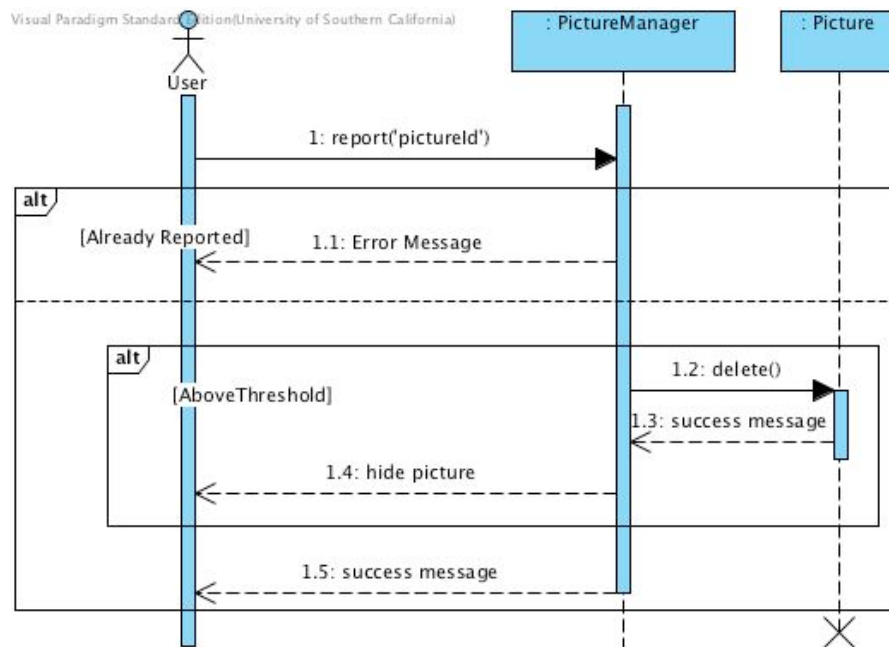 Visual Paradigm Standard Edition(University of Southern California)
: PictureManager
: Picture
User
1: report('pictureId')
alt
[Already Reported]
1.1: Error Message
alt
1.2: delete()
[AboveThreshold]
1.3: success message
1.4: hide picture
1.5: success message